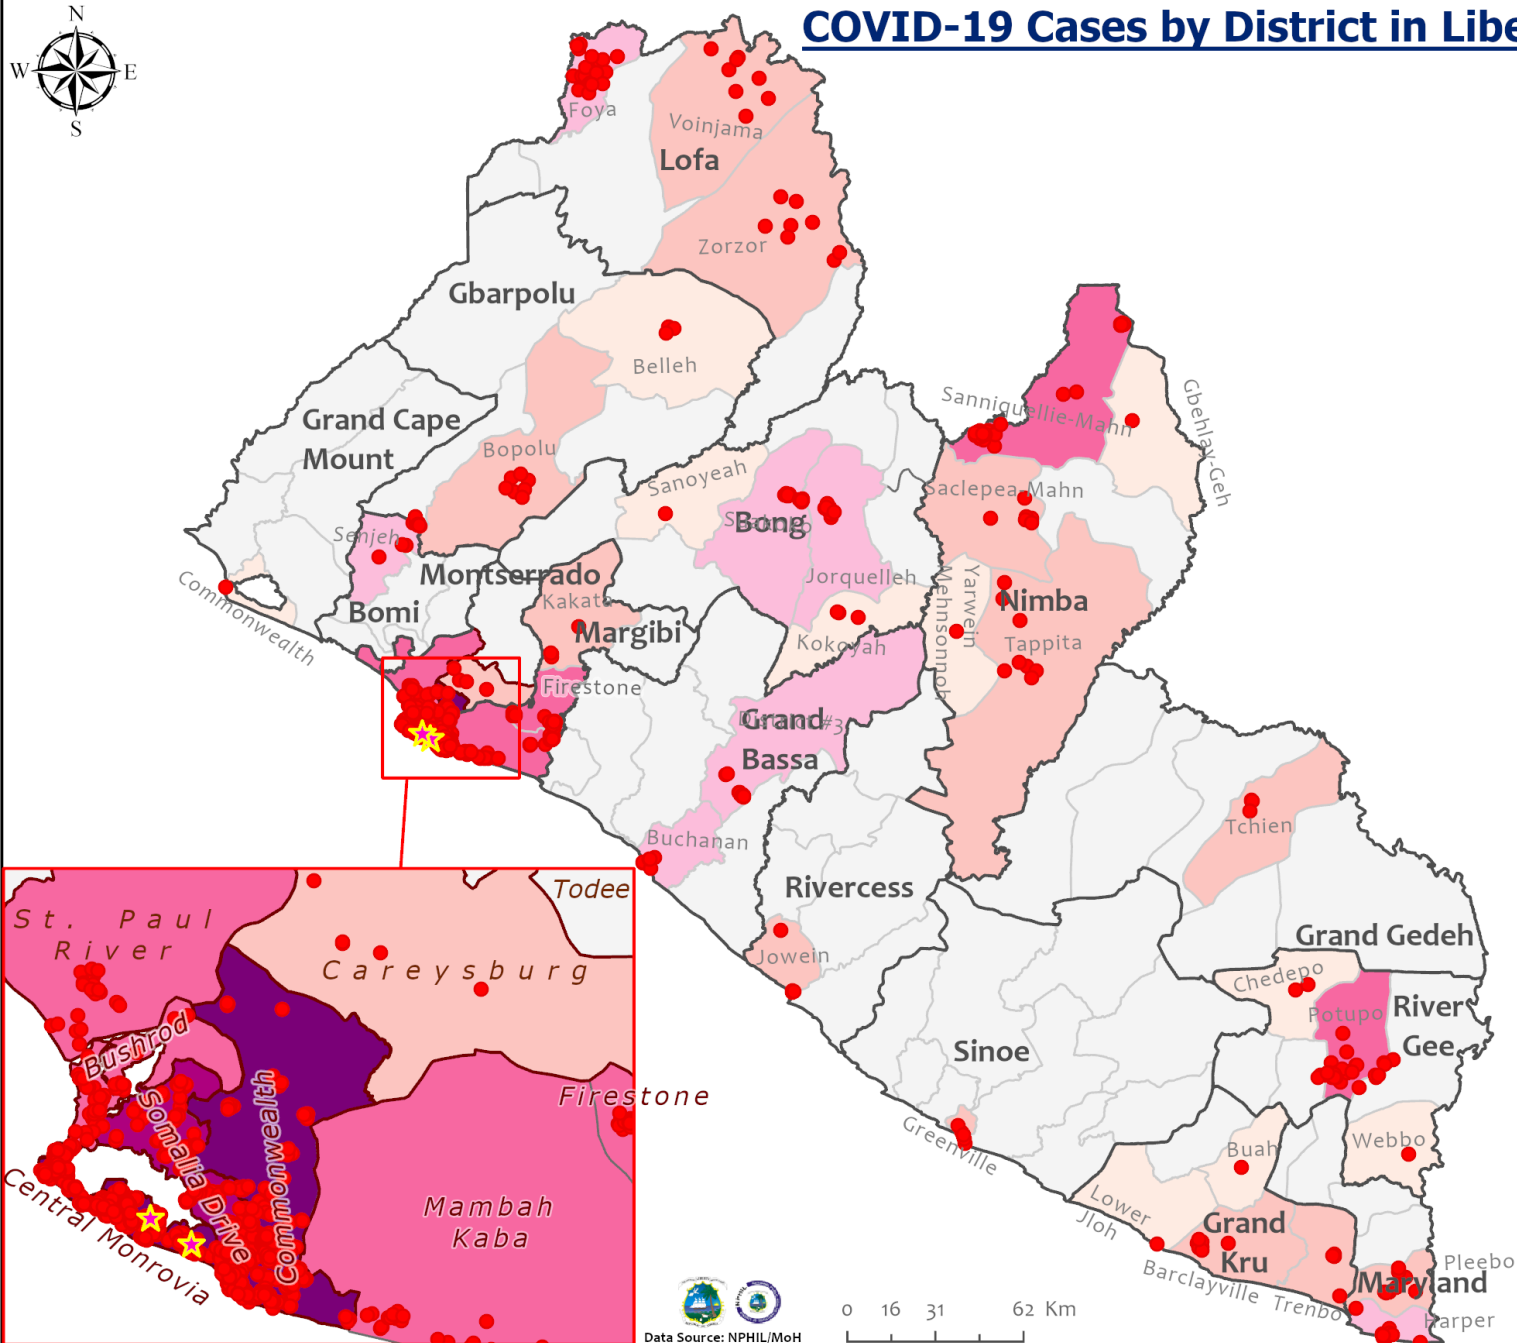 COVID-19 Cases by District in Libe
N
W
E
S
Foya
Voinjama
Lofa
Zorzor
Gbarpolu
Belleh
Grand Cape
Mount
Sanniquellie-Mahn
Gbehlay-Geh
Bopolu
Sanoyeah
Saclepea-Mahn
Senjeh
Bong
Jorquelleh
Montserrado
Commonwealth
Bomi
Kakata
Margibi
Kokoyah
Mehnsonnoh
Yarwein
Nimba
Tappita
Firestone
Grand
District #3
Bassa
Buchanan
Tchien
Rivercess
Jowein
Grand Gedeh
Chedepo
Potupo
River
Gee
Sinoe
Greenville
Buah
Webbo
Lower
Jloh
Grand
Kru
Barclayville
Trenbo
Pleebo
Maryland
Harper
Todee
St. Paul
River
Careysburg
Bushrod
Somalia Drive
Commonwealth
Firestone
Central Monrovia
Mambah
Kaba
Data Source: NPHIL/MoH
0 16 31 62 Km